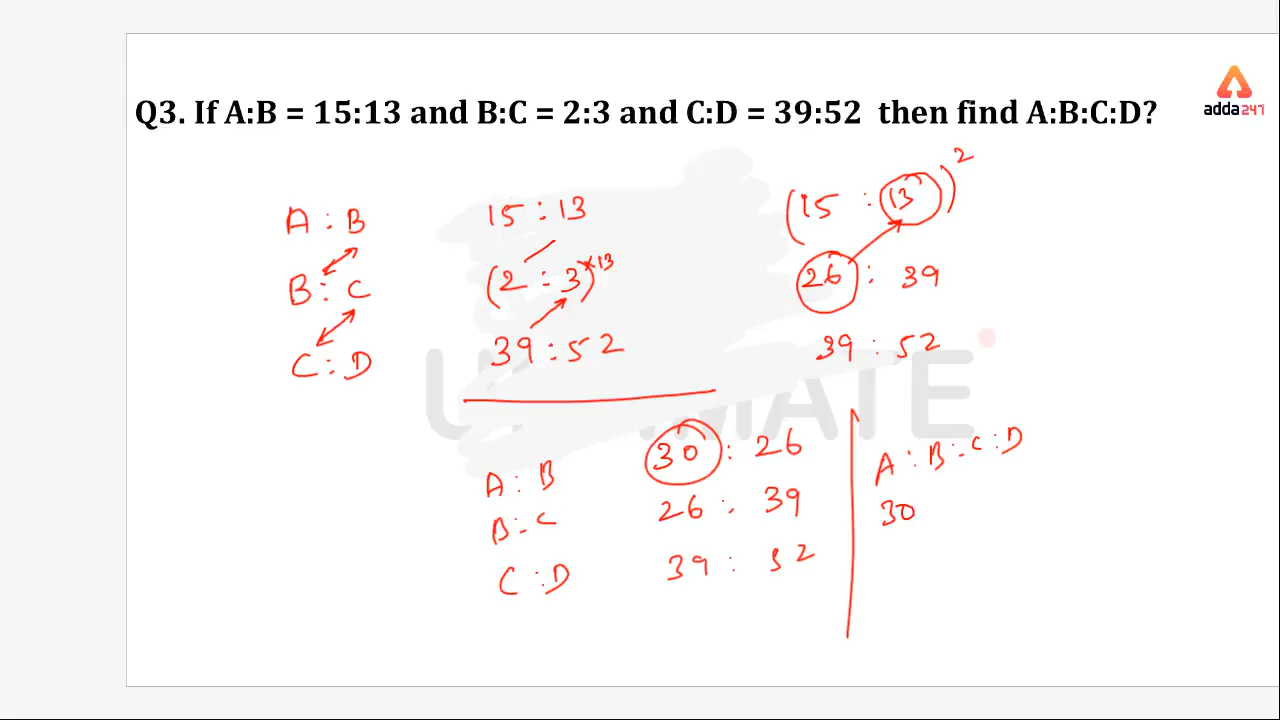 Q3. If A:B = 15:13 and B:C = 2:3 and C:D = 39:52 then find A:B:C:D?
adda247
A : B
B : C
C : D
15 : 13
(2 : 3)×13
39 : 52
(15 : 13)²
26 : 39
39 : 52
A : B
B : C
C : D
30 : 26
26 : 39
39 : 52
A : B : C : D
30